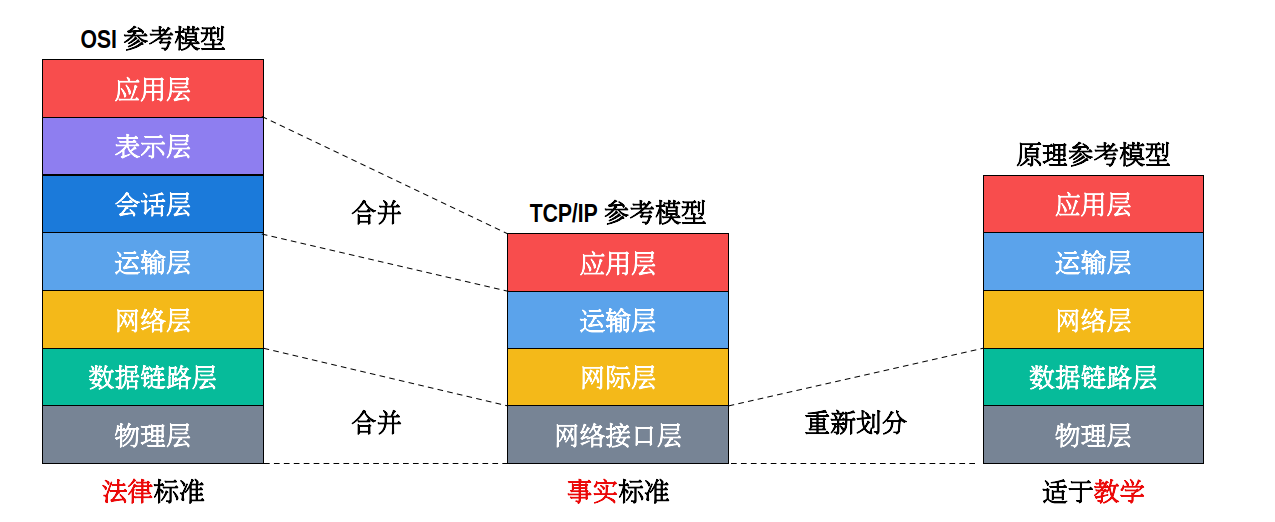 OSI 参考模型
应用层
表示层
会话层
运输层
网络层
数据链路层
物理层
法律标准
合并
合并
TCP/IP 参考模型
应用层
运输层
网际层
网络接口层
事实标准
重新划分
原理参考模型
应用层
运输层
网络层
数据链路层
物理层
适于教学